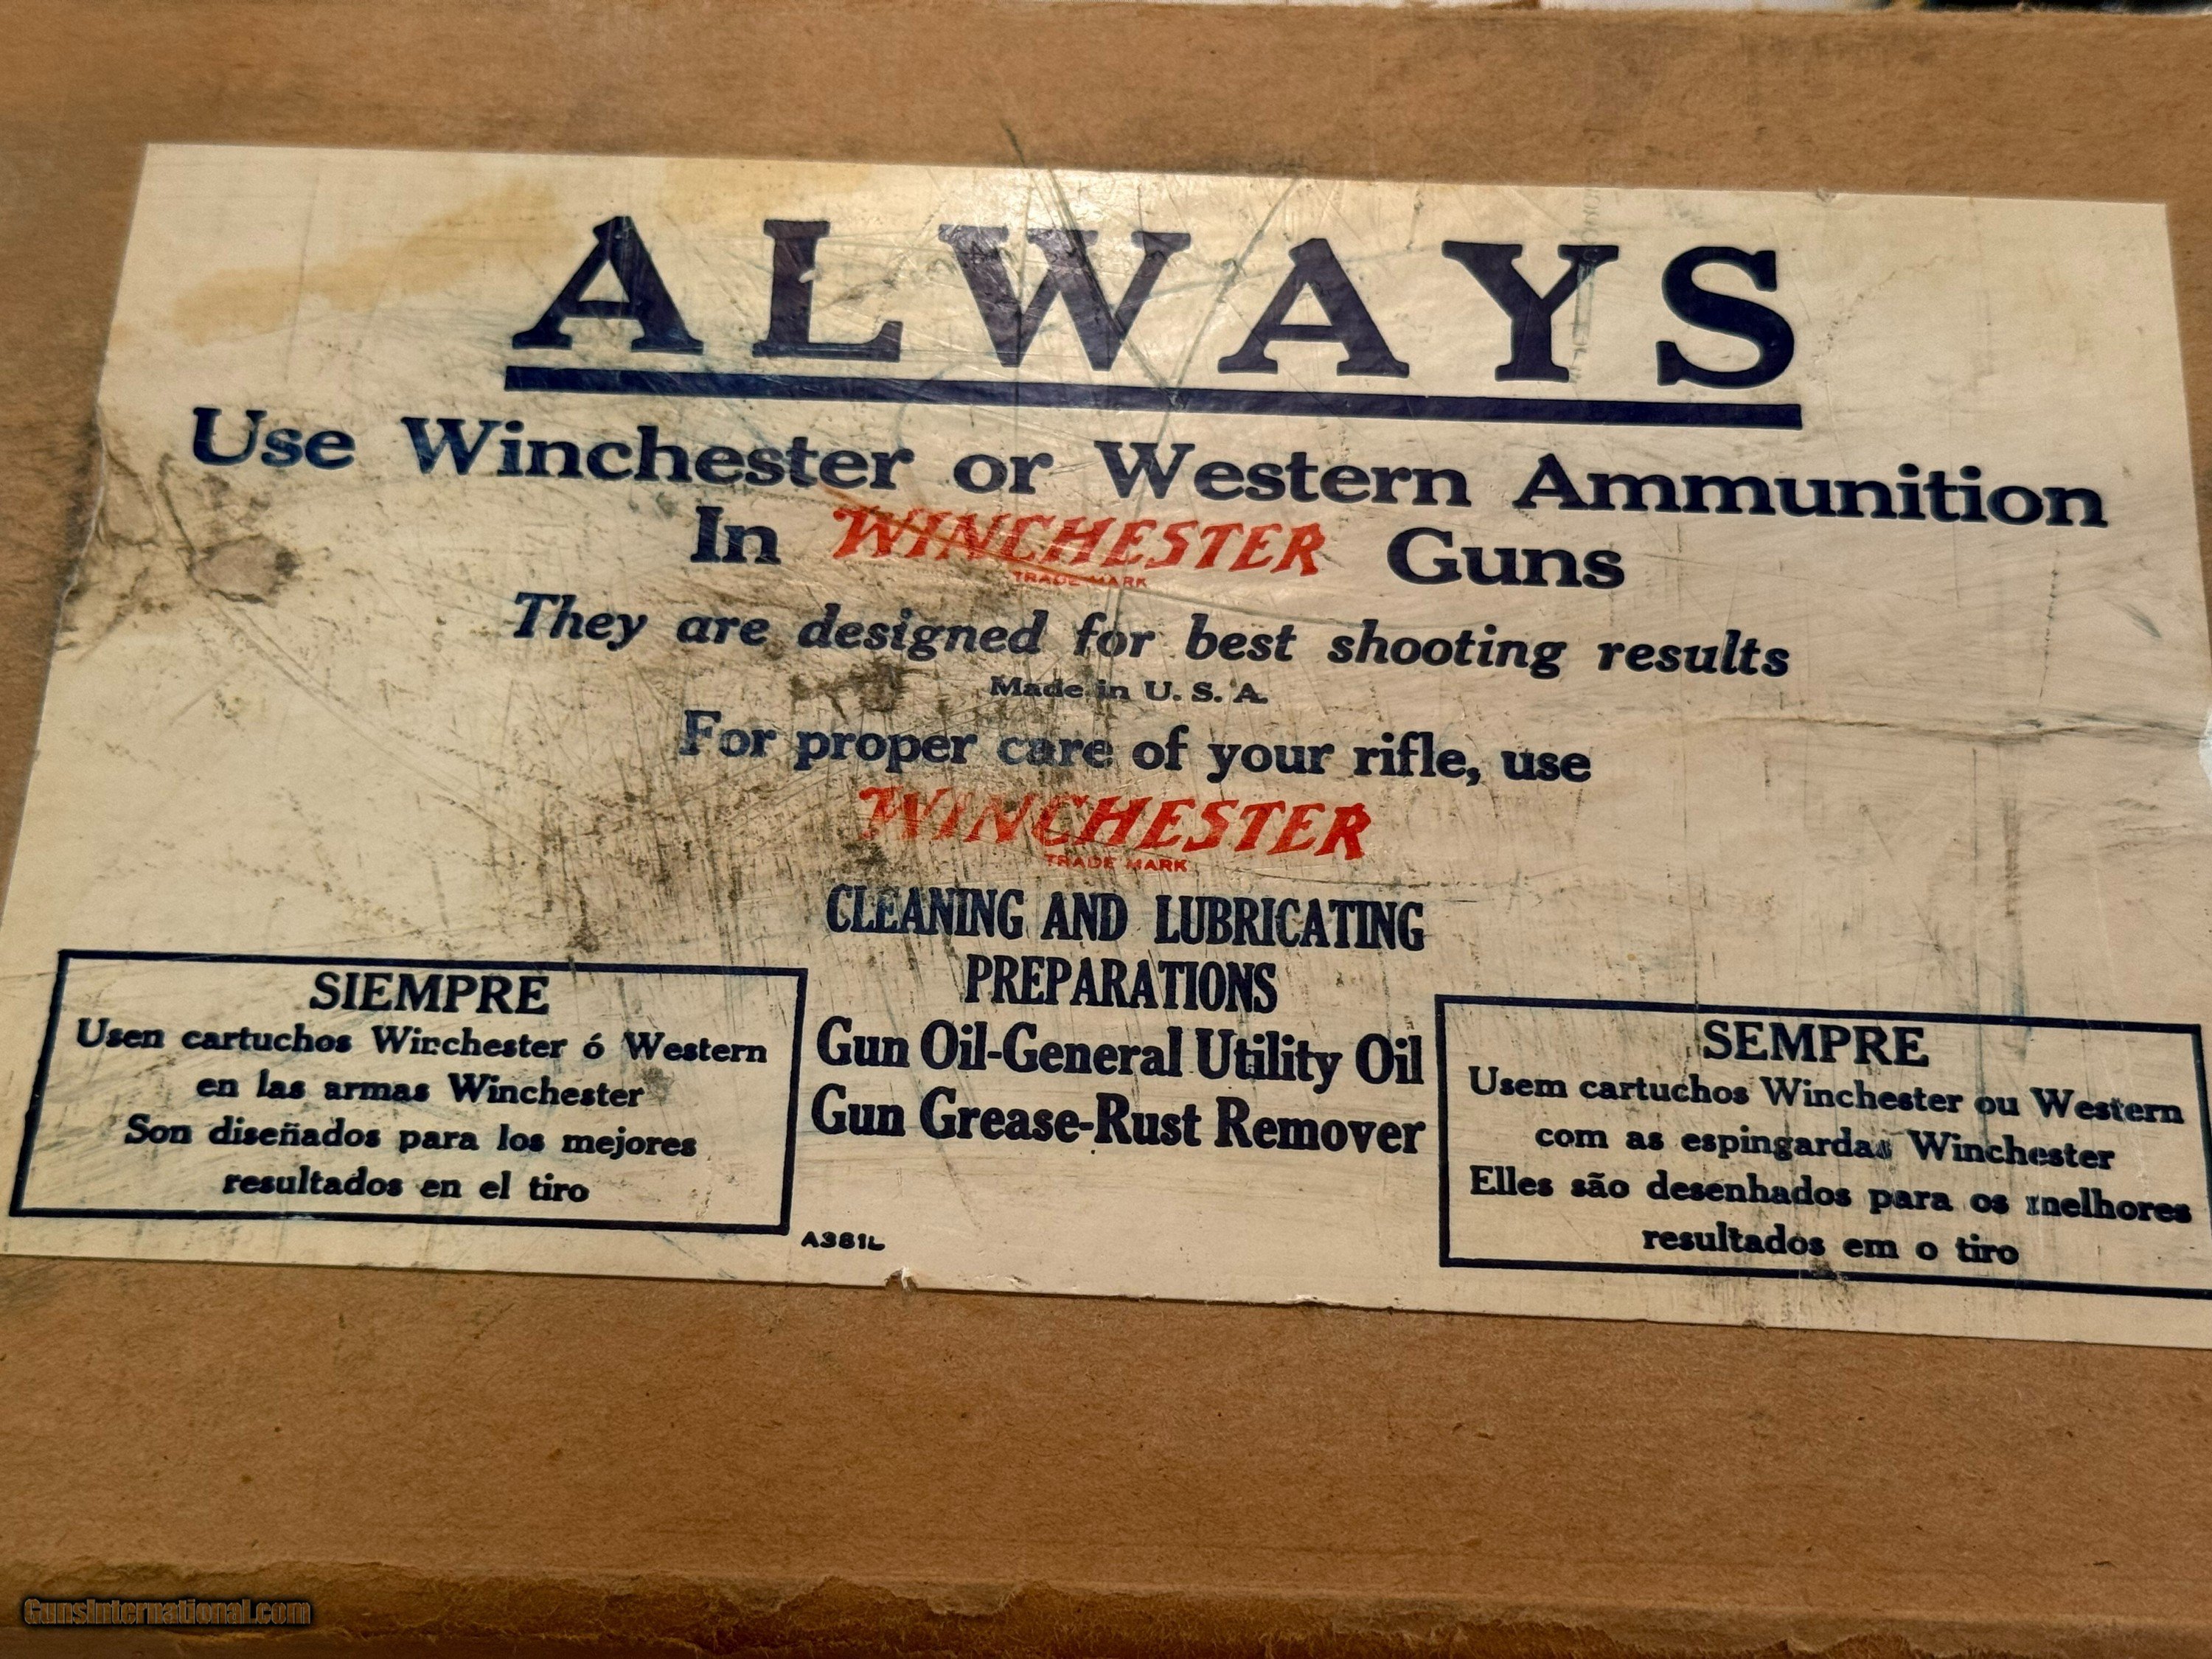 ALWAYS
Use Winchester or Western Ammunition
In WINCHESTER Guns
TRADE MARK
They are designed for best shooting results
Made in U. S. A.
For proper care of your rifle, use
WINCHESTER
TRADE MARK
CLEANING AND LUBRICATING
PREPARATIONS
Gun Oil-General Utility Oil
Gun Grease-Rust Remover
SIEMPRE
Usen cartuchos Winchester ó Western
en las armas Winchester
Son diseñados para los mejores
resultados en el tiro
A381L
SEMPRE
Usem cartuchos Winchester ou Western
com as espingardas Winchester
Elles são desenhados para os melhores
resultados em o tiro
GunsInternational.com